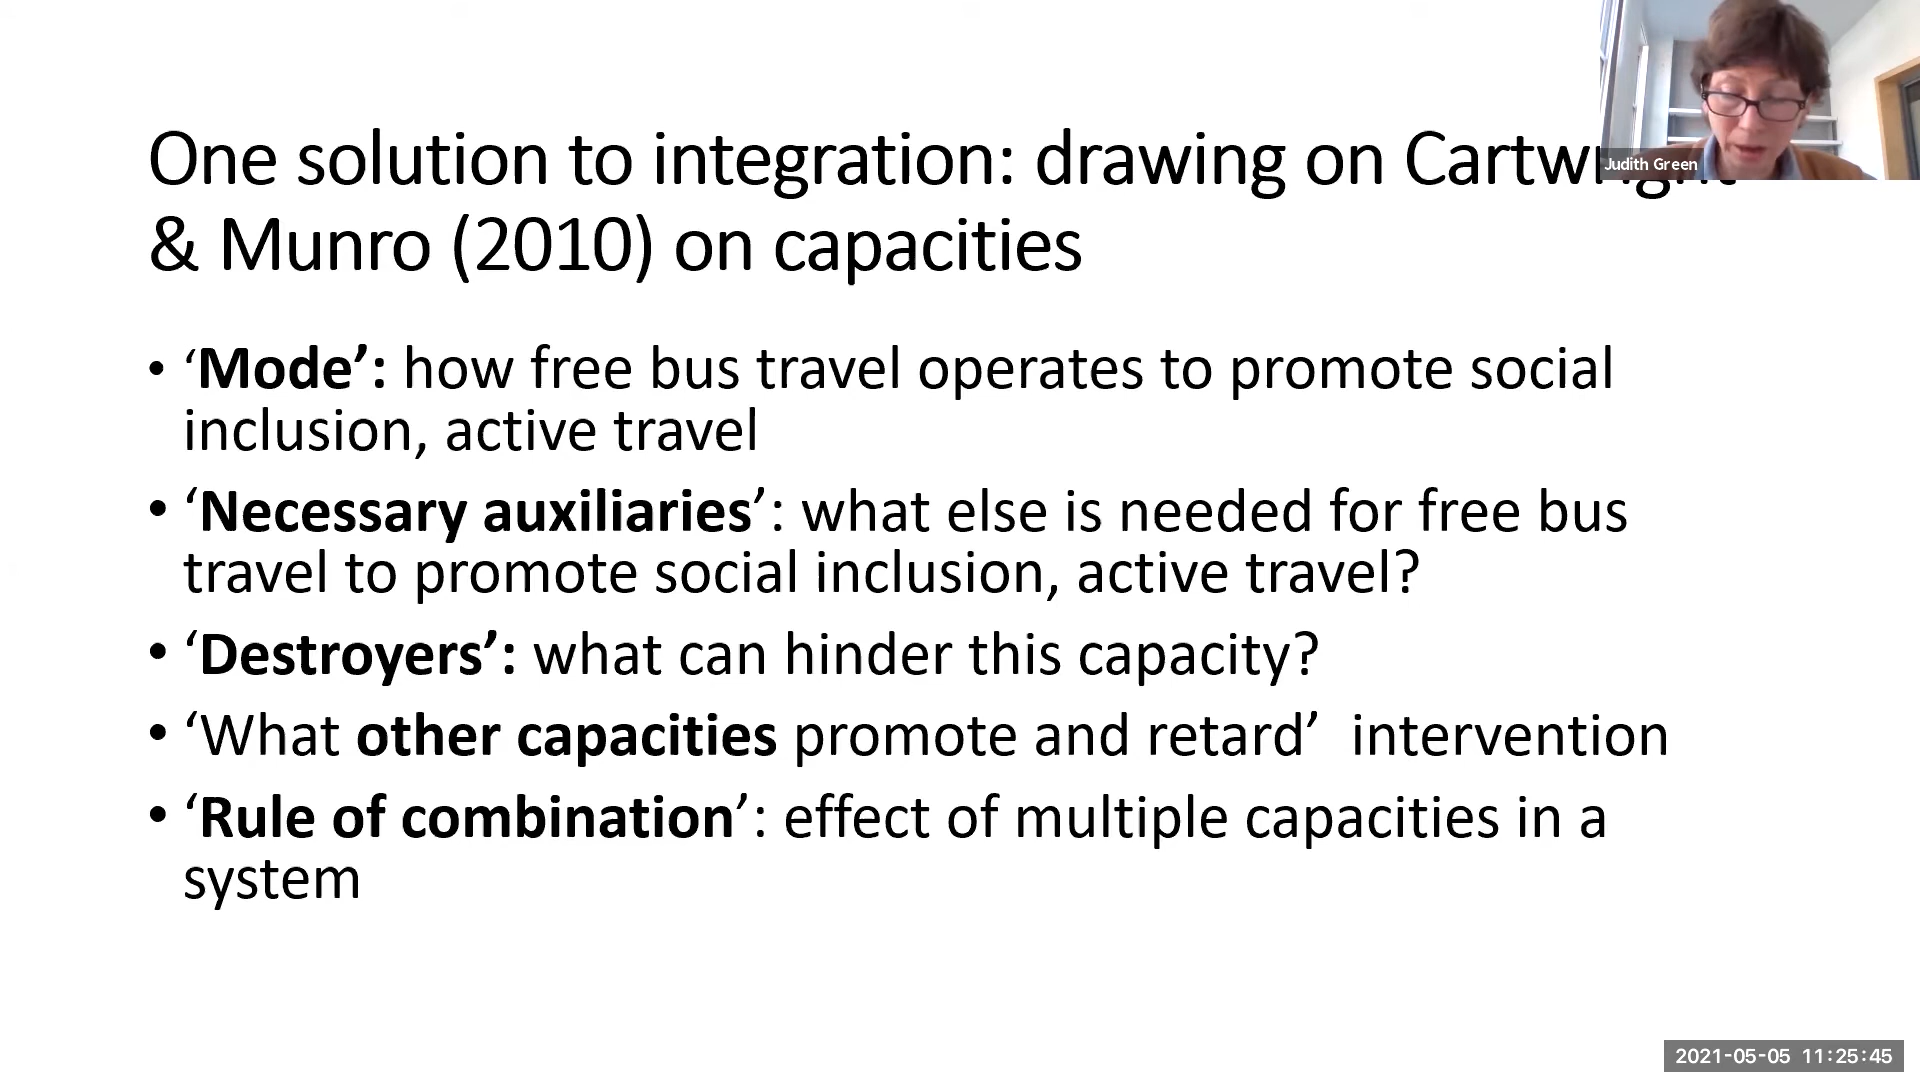 One solution to integration: drawing on Cartwright
& Munro (2010) on capacities
• ‘Mode’: how free bus travel operates to promote social
inclusion, active travel
• ‘Necessary auxiliaries’: what else is needed for free bus
travel to promote social inclusion, active travel?
• ‘Destroyers’: what can hinder this capacity?
• ‘What other capacities promote and retard’ intervention
• ‘Rule of combination’: effect of multiple capacities in a
system
Judith Green
2021-05-05 11:25:45